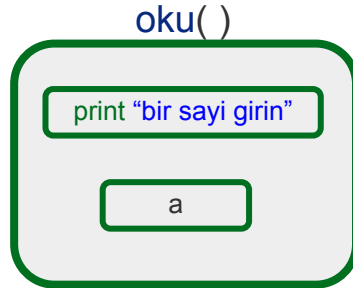 oku( )
print “bir sayi girin”
a